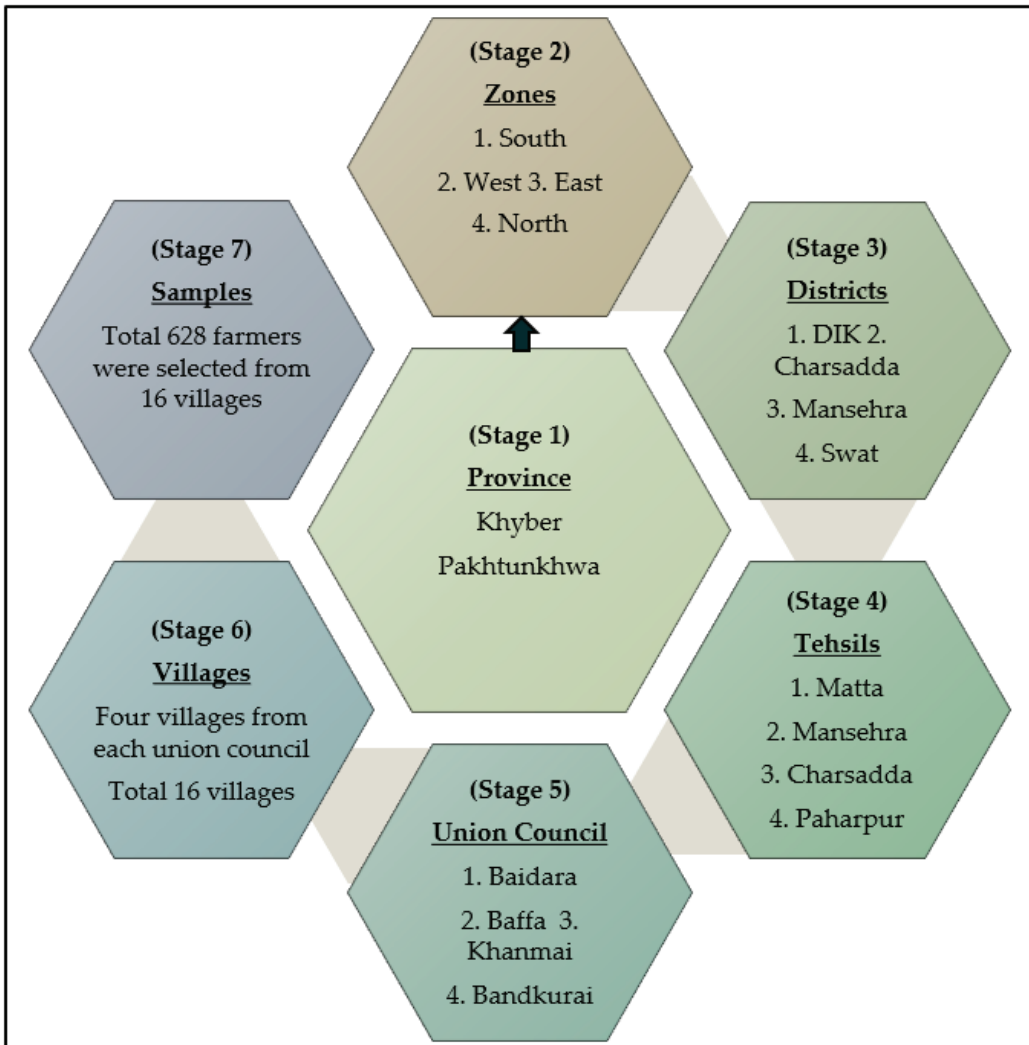 (Stage 1)
Province
Khyber
Pakhtunkhwa
(Stage 2)
Zones
1. South
2. West 3. East
4. North
(Stage 3)
Districts
1. DIK 2.
Charsadda
3. Mansehra
4. Swat
(Stage 4)
Tehsils
1. Matta
2. Mansehra
3. Charsadda
4. Paharpur
(Stage 5)
Union Council
1. Baidara
2. Baffa 3.
Khanmai
4. Bandkurai
(Stage 6)
Villages
Four villages from
each union council
Total 16 villages
(Stage 7)
Samples
Total 628 farmers
were selected from
16 villages